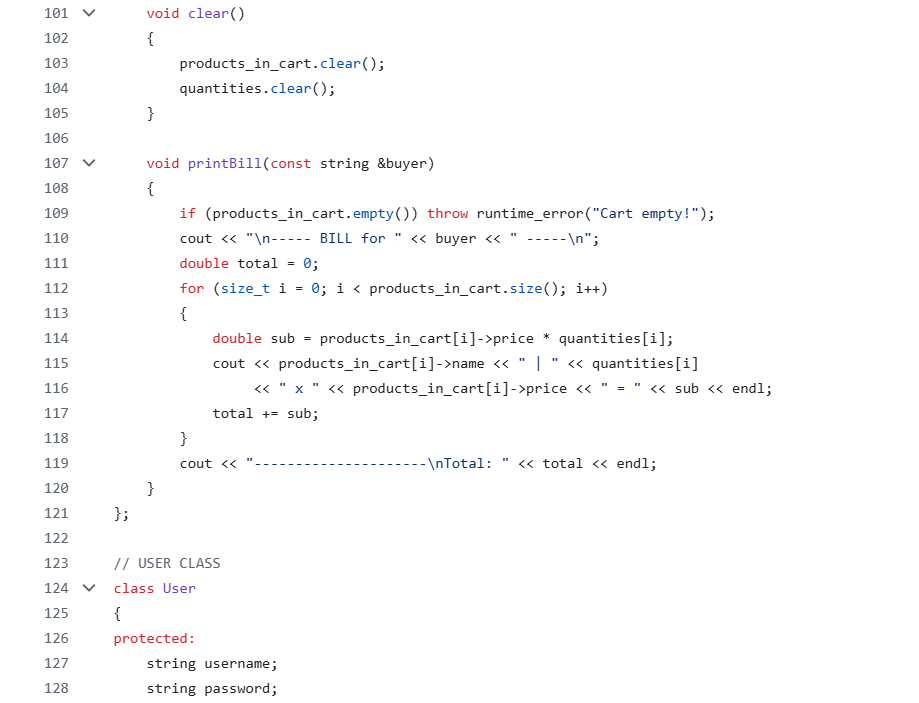 101 void clear()
102 {
103 products_in_cart.clear();
104 quantities.clear();
105 }
106
107 void printBill(const string &buyer)
108 {
109 if (products_in_cart.empty()) throw runtime_error("Cart empty!");
110 cout << "\n----- BILL for " << buyer << " -----\n";
111 double total = 0;
112 for (size_t i = 0; i < products_in_cart.size(); i++)
113 {
114 double sub = products_in_cart[i]->price * quantities[i];
115 cout << products_in_cart[i]->name << " | " << quantities[i]
116 << " x " << products_in_cart[i]->price << " = " << sub << endl;
117 total += sub;
118 }
119 cout << "---------------------\nTotal: " << total << endl;
120 }
121 };
122
123 // USER CLASS
124 class User
125 {
126 protected:
127 string username;
128 string password;